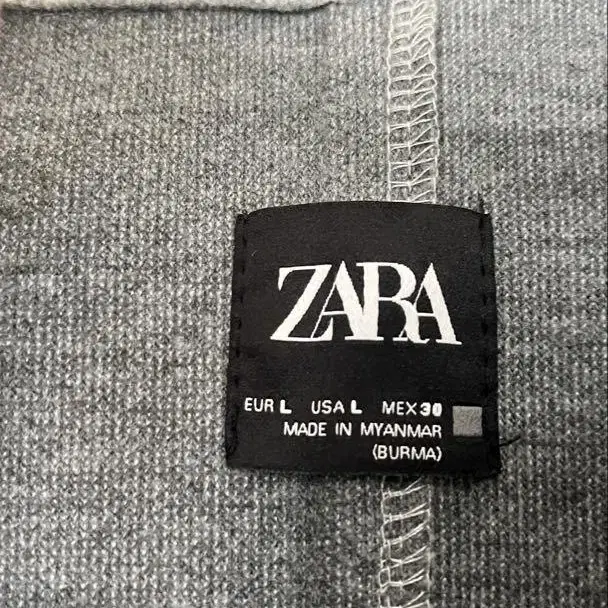 ZARA
EUR L USA L MEX 30
MADE IN MYANMAR
(BURMA)